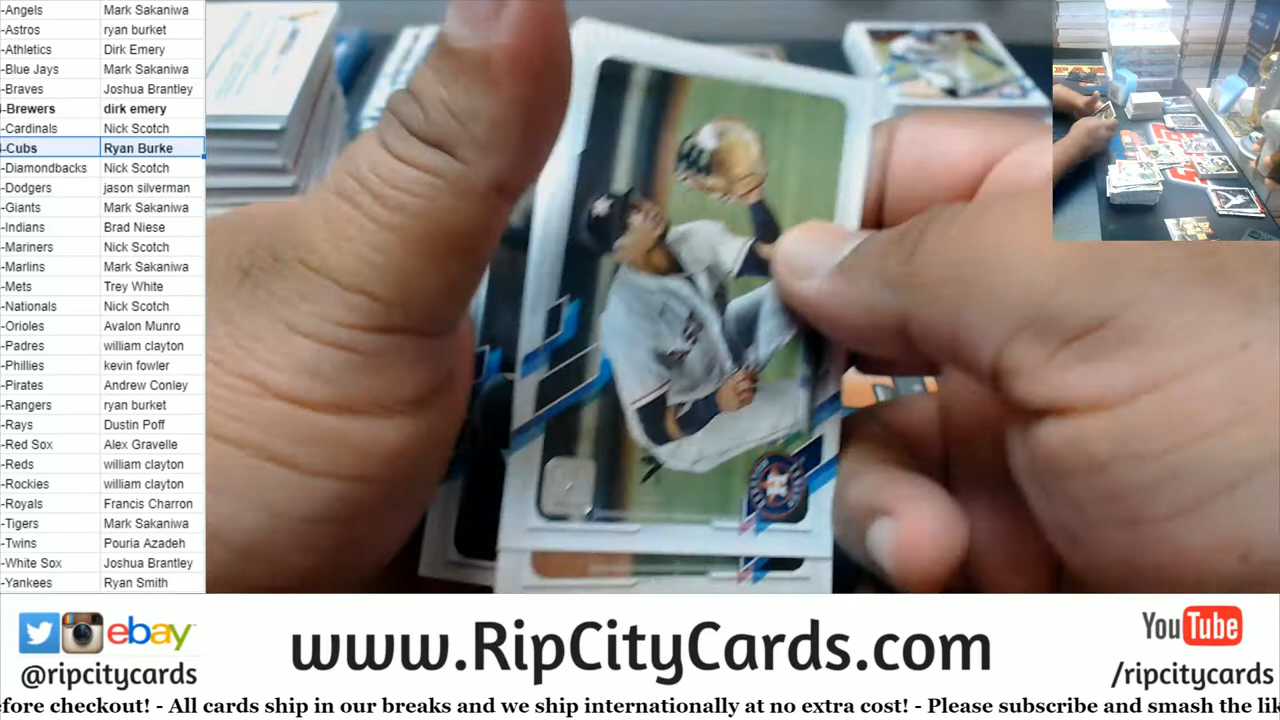 -Angels Mark Sakaniwa
-Astros ryan burket
-Athletics Dirk Emery
-Blue Jays Mark Sakaniwa
-Braves Joshua Brantley
-Brewers dirk emery
-Cardinals Nick Scotch
-Cubs Ryan Burke
-Diamondbacks Nick Scotch
-Dodgers jason silverman
-Giants Mark Sakaniwa
-Indians Brad Niese
-Mariners Nick Scotch
-Marlins Mark Sakaniwa
-Mets Trey White
-Nationals Nick Scotch
-Orioles Avalon Munro
-Padres william clayton
-Phillies kevin fowler
-Pirates Andrew Conley
-Rangers ryan burket
-Rays Dustin Poff
-Red Sox Alex Gravelle
-Reds william clayton
-Rockies william clayton
-Royals Francis Charron
-Tigers Mark Sakaniwa
-Twins Pouria Azadeh
-White Sox Joshua Brantley
-Yankees Ryan Smith
ebay
@ripcitycards
www.RipCityCards.com
YouTube
/ripcitycards
efore checkout! - All cards ship in our breaks and we ship internationally at no extra cost! - Please subscribe and smash the lik